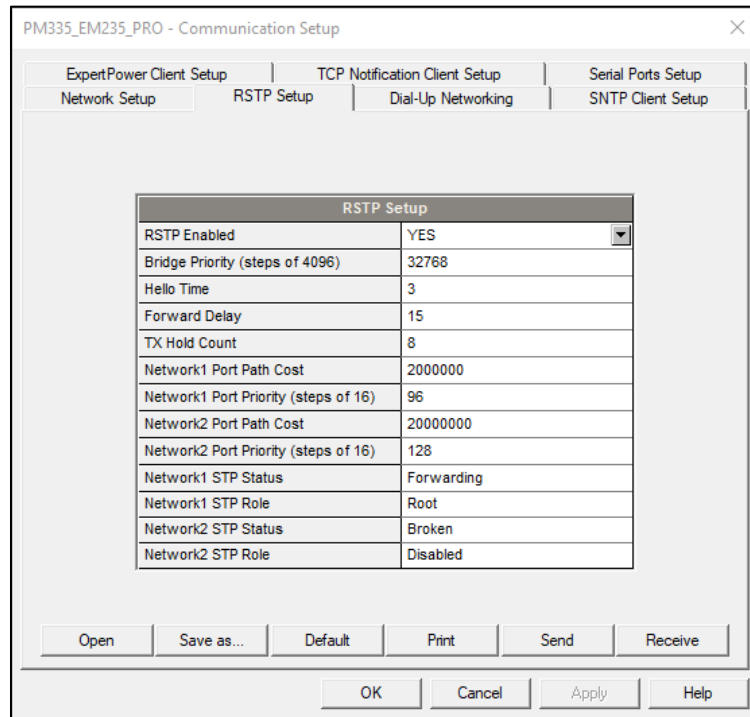 PM335_EM235_PRO - Communication Setup
ExpertPower Client Setup TCP Notification Client Setup Serial Ports Setup
Network Setup RSTP Setup Dial-Up Networking SNTP Client Setup
RSTP Setup
RSTP Enabled YES
Bridge Priority (steps of 4096) 32768
Hello Time 3
Forward Delay 15
TX Hold Count 8
Network1 Port Path Cost 2000000
Network1 Port Priority (steps of 16) 96
Network2 Port Path Cost 20000000
Network2 Port Priority (steps of 16) 128
Network1 STP Status Forwarding
Network1 STP Role Root
Network2 STP Status Broken
Network2 STP Role Disabled
Open Save as... Default Print Send Receive
OK Cancel Apply Help